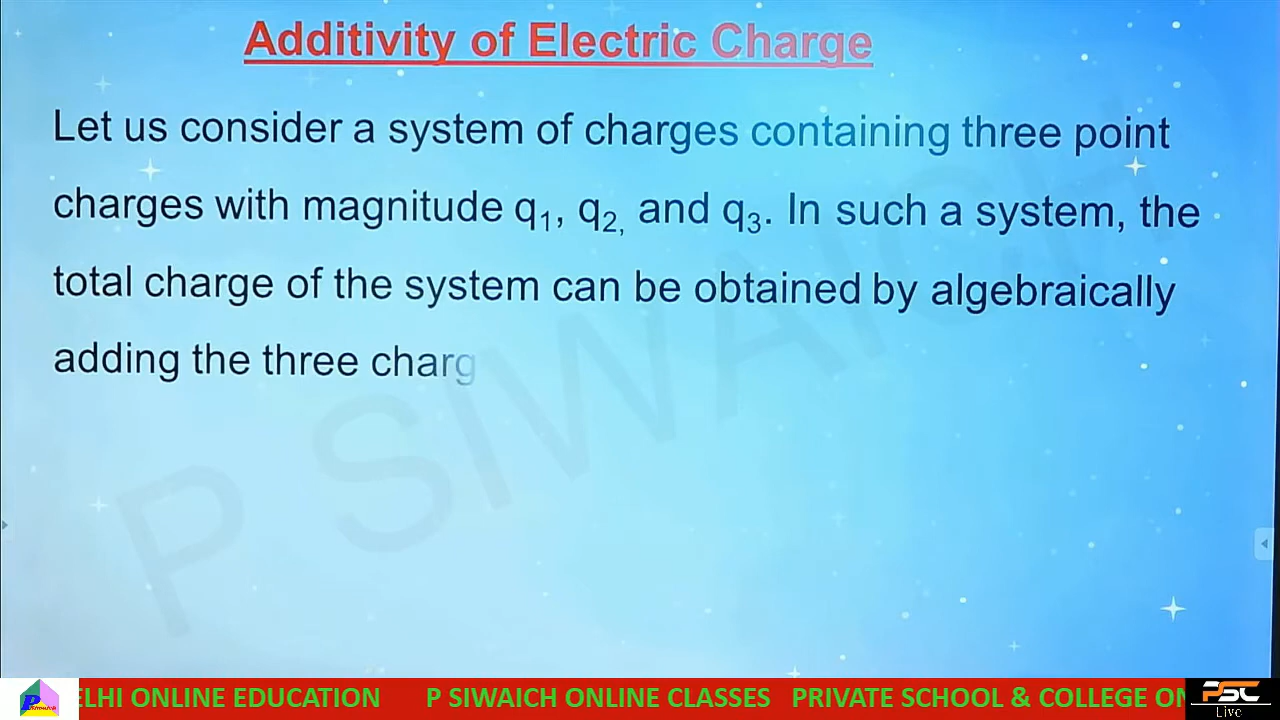 Additivity of Electric Charge
Let us consider a system of charges containing three point
charges with magnitude q₁, q₂, and q₃. In such a system, the
total charge of the system can be obtained by algebraically
adding the three charg
P SIWAICH
ELHI ONLINE EDUCATION P SIWAICH ONLINE CLASSES PRIVATE SCHOOL & COLLEGE ON
PSC
Live